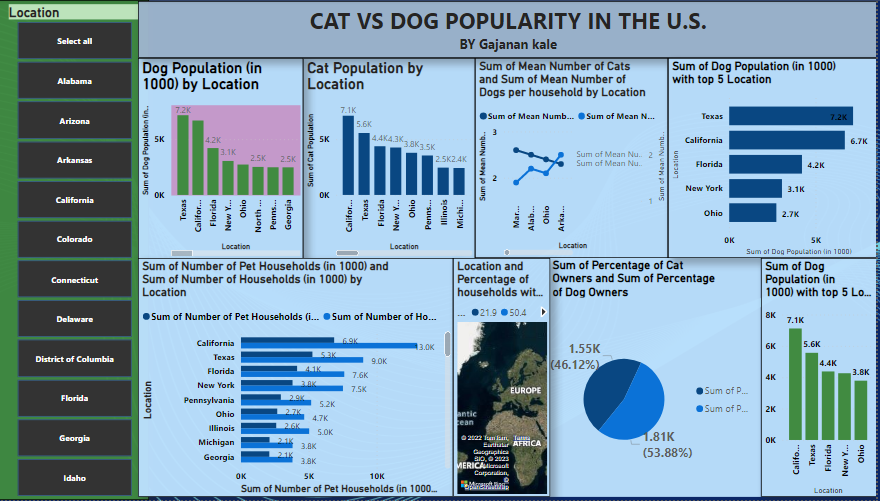 Location
Select all
Alabama
Arizona
Arkansas
California
Colorado
Connecticut
Delaware
District of Columbia
Florida
Georgia
Idaho
CAT VS DOG POPULARITY IN THE U.S.
BY Gajanan kale
Dog Population (in
1000) by Location
Sum of Dog Population (in...
5K
0K
7.2K
4.2K
3.1K
2.5K
2.5K
Texas
Califor...
Florida
New Y...
Ohio
North ...
Penns...
Georgia
Location
Cat Population by
Location
Sum of Cat Population
5K
0K
7.1K
5.6K
4.4K
4.3K
3.8K
3.5K
2.5K
2.4K
Califor...
Texas
Florida
New Y...
Ohio
Penns...
Illinois
Michi...
Location
Sum of Mean Number of Cats
and Sum of Mean Number of
Dogs per household by Location
Sum of Mean Numb...
Sum of Mean N...
Sum of Mean Numb...
3
2
Sum of Mean Nu...
Sum of Mean Nu...
2
1
Sum of Mean Numb...
Mar...
Alab...
Ohio
Arka...
Location
Sum of Dog Population (in 1000)
with top 5 Location
Location
Texas
7.2K
California
6.7K
Florida
4.2K
New York
3.1K
Ohio
2.7K
0K
5K
Sum of Dog Population (in 1000)
Sum of Number of Pet Households (in 1000) and
Sum of Number of Households (in 1000) by
Location
Sum of Number of Pet Households (i...
Sum of Number of Ho...
Location
California
6.9K
13.0K
Texas
5.3K
9.0K
Florida
4.1K
7.6K
New York
3.8K
7.5K
Pennsylvania
2.9K
5.2K
Ohio
2.7K
4.7K
Illinois
2.6K
5.0K
Michigan
2.1K
3.8K
Georgia
2.1K
3.8K
0K
5K
10K
Sum of Number of Pet Households (in 1000...
Location and
Percentage of
households wit...
...
21.9
50.4
EUROPE
AFRICA
© 2022 TomTom,
Earthstar
Geographics
SIO, © 2023
Microsoft
Corporation,
©
OpenStreetMap
Terms
Microsoft Bing
Sum of Percentage of Cat
Owners and Sum of Percentage
of Dog Owners
1.55K
(46.12%)
1.81K
(53.88%)
Sum of P...
Sum of P...
Sum of Dog
Population (in
1000) with top 5 Lo...
8K
6K
4K
2K
0K
7.1K
5.6K
4.4K
3.8K
Califo...
Texas
Florida
New Y...
Ohio
Location